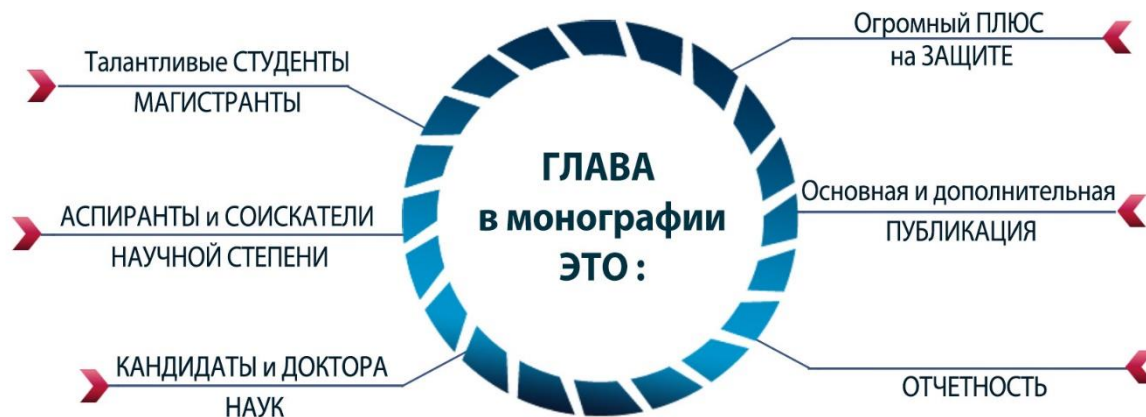 Талантливые СТУДЕНТЫ
МАГИСТРАНТЫ
АСПИРАНТЫ и СОИСКАТЕЛИ
НАУЧНОЙ СТЕПЕНИ
КАНДИДАТЫ и ДОКТОРА
НАУК
ГЛАВА
в монографии
ЭТО :
Огромный ПЛЮС
на ЗАЩИТЕ
Основная и дополнительная
ПУБЛИКАЦИЯ
ОТЧЕТНОСТЬ